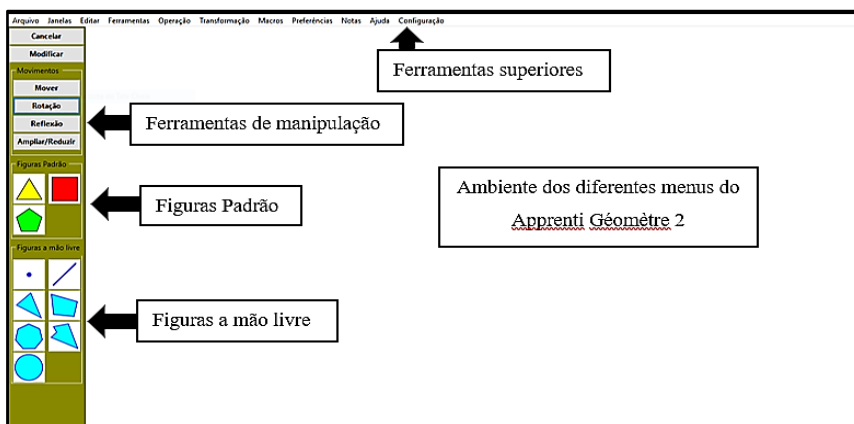 Arquivo Janelas Editar Ferramentas Operação Transformação Macros Preferências Notas Ajuda Configuração
Cancelar
Modificar
Movimentos
Mover
Rotação
Reflexão
Ampliar/Reduzir
Figuras Padrão
Figuras a mão livre
Ferramentas superiores
Ferramentas de manipulação
Figuras Padrão
Ambiente dos diferentes menus do
Apprenti Géomètre 2
Figuras a mão livre